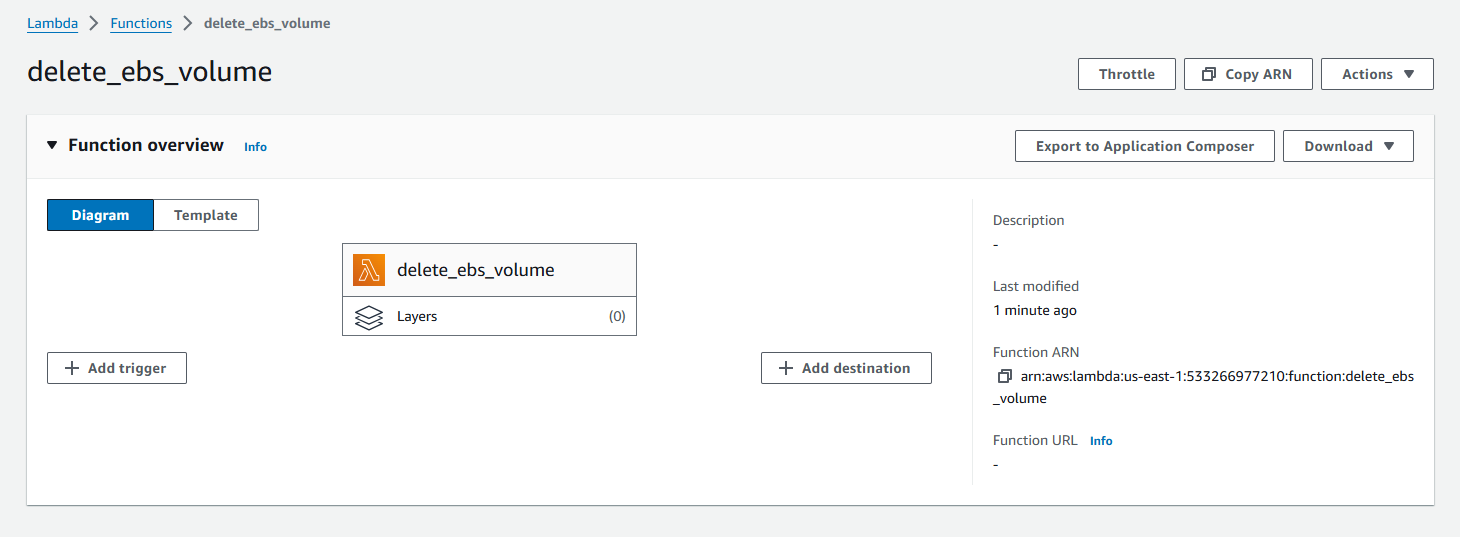 Lambda > Functions > delete_ebs_volume
delete_ebs_volume
Throttle
Copy ARN
Actions
Function overview Info
Export to Application Composer
Download
Diagram
Template
delete_ebs_volume
Layers (0)
+ Add trigger
+ Add destination
Description
-
Last modified
1 minute ago
Function ARN
arn:aws:lambda:us-east-1:533266977210:function:delete_ebs
_volume
Function URL Info
-